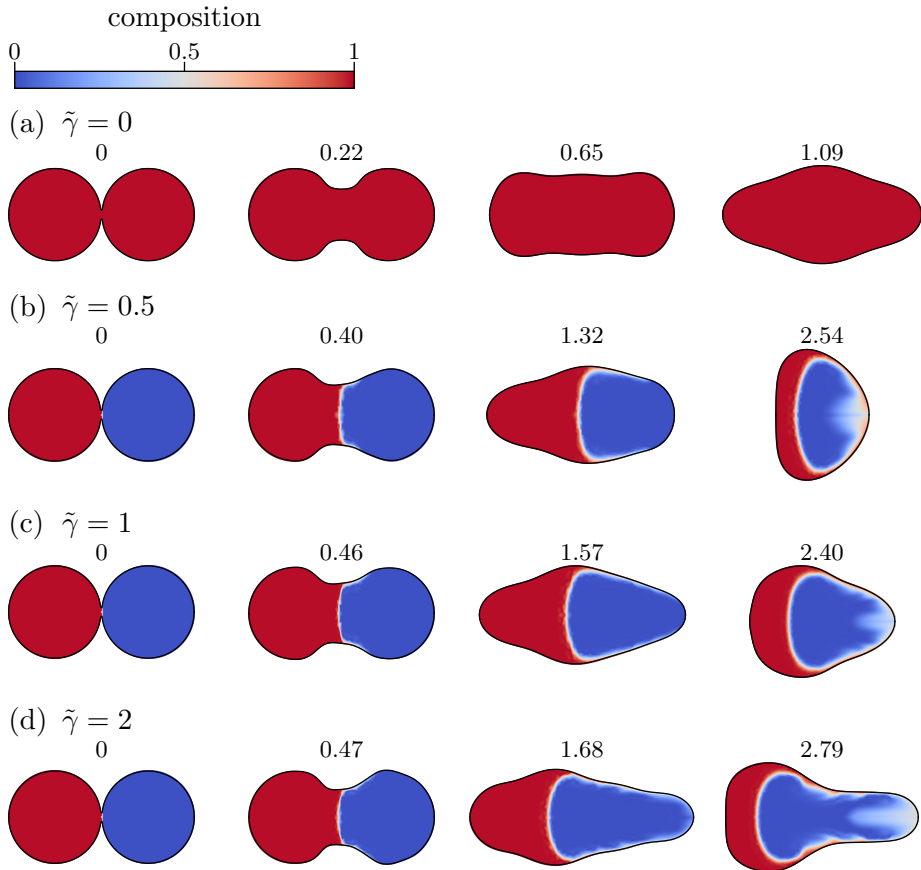 composition
0 0.5 1
(a) γ̃ = 0
0 0.22 0.65 1.09
(b) γ̃ = 0.5
0 0.40 1.32 2.54
(c) γ̃ = 1
0 0.46 1.57 2.40
(d) γ̃ = 2
0 0.47 1.68 2.79